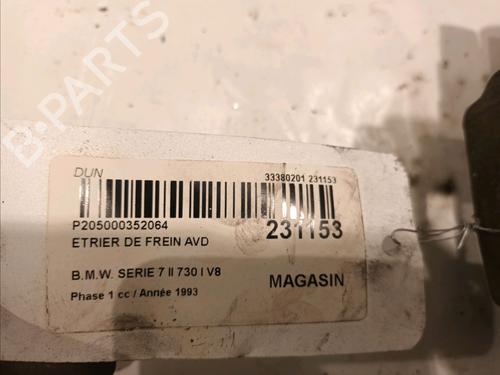 B-PARTS
DUN
33380201 231153
P205000352064
231153
ETRIER DE FREIN AVD
B.M.W. SERIE 7 II 730 I V8
MAGASIN
Phase 1 cc / Année 1993